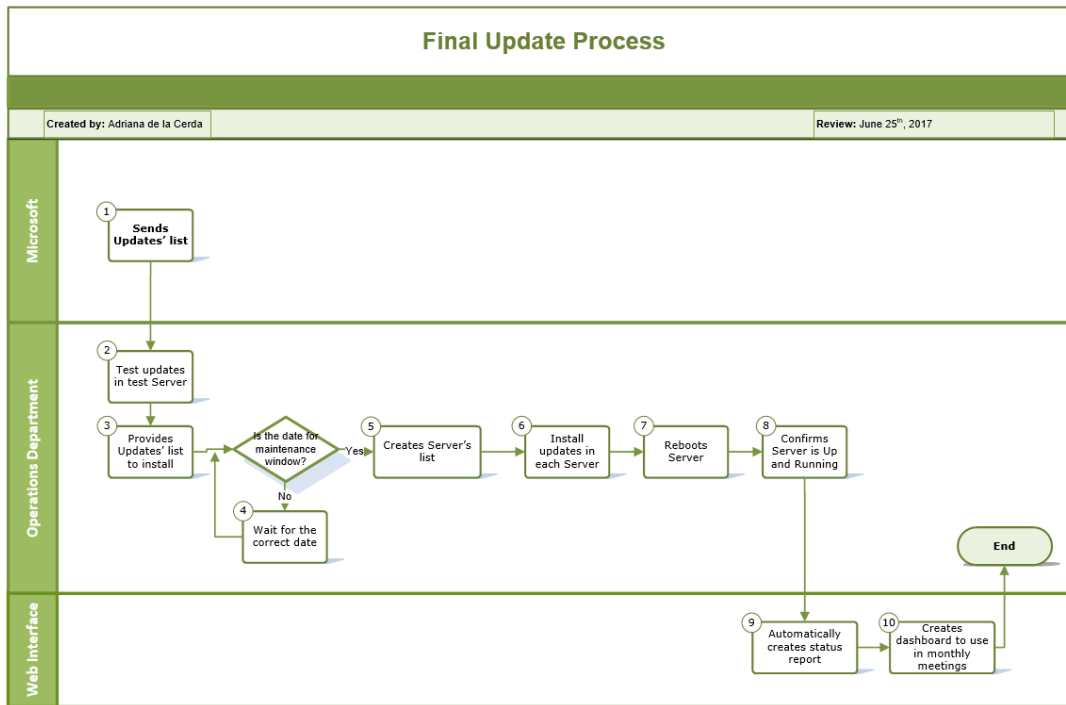 Final Update Process
Created by: Adriana de la Cerda
Review: June 25th, 2017
Microsoft
1
Sends
Updates’ list
Operations Department
2
Test updates
in test Server
3
Provides
Updates’ list
to install
Is the date for
maintenance
window?
Yes
No
4
Wait for the
correct date
5
Creates Server’s
list
6
Install
updates in
each Server
7
Reboots
Server
8
Confirms
Server is Up
and Running
End
Web Interface
9
Automatically
creates status
report
10
Creates
dashboard to use
in monthly
meetings